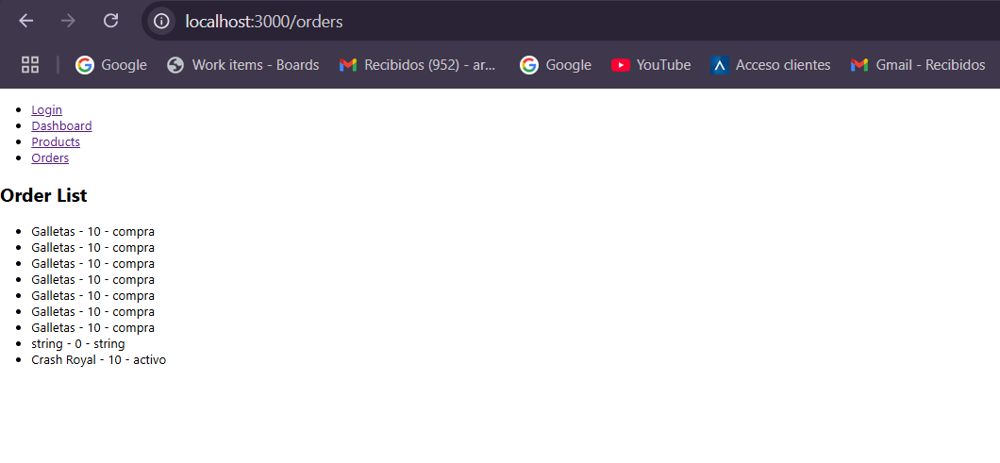 localhost:3000/orders
Google Work items - Boards Recibidos (952) - ar... Google YouTube Acceso clientes Gmail - Recibidos
Login
Dashboard
Products
Orders
Order List
Galletas - 10 - compra
Galletas - 10 - compra
Galletas - 10 - compra
Galletas - 10 - compra
Galletas - 10 - compra
Galletas - 10 - compra
Galletas - 10 - compra
string - 0 - string
Crash Royal - 10 - activo